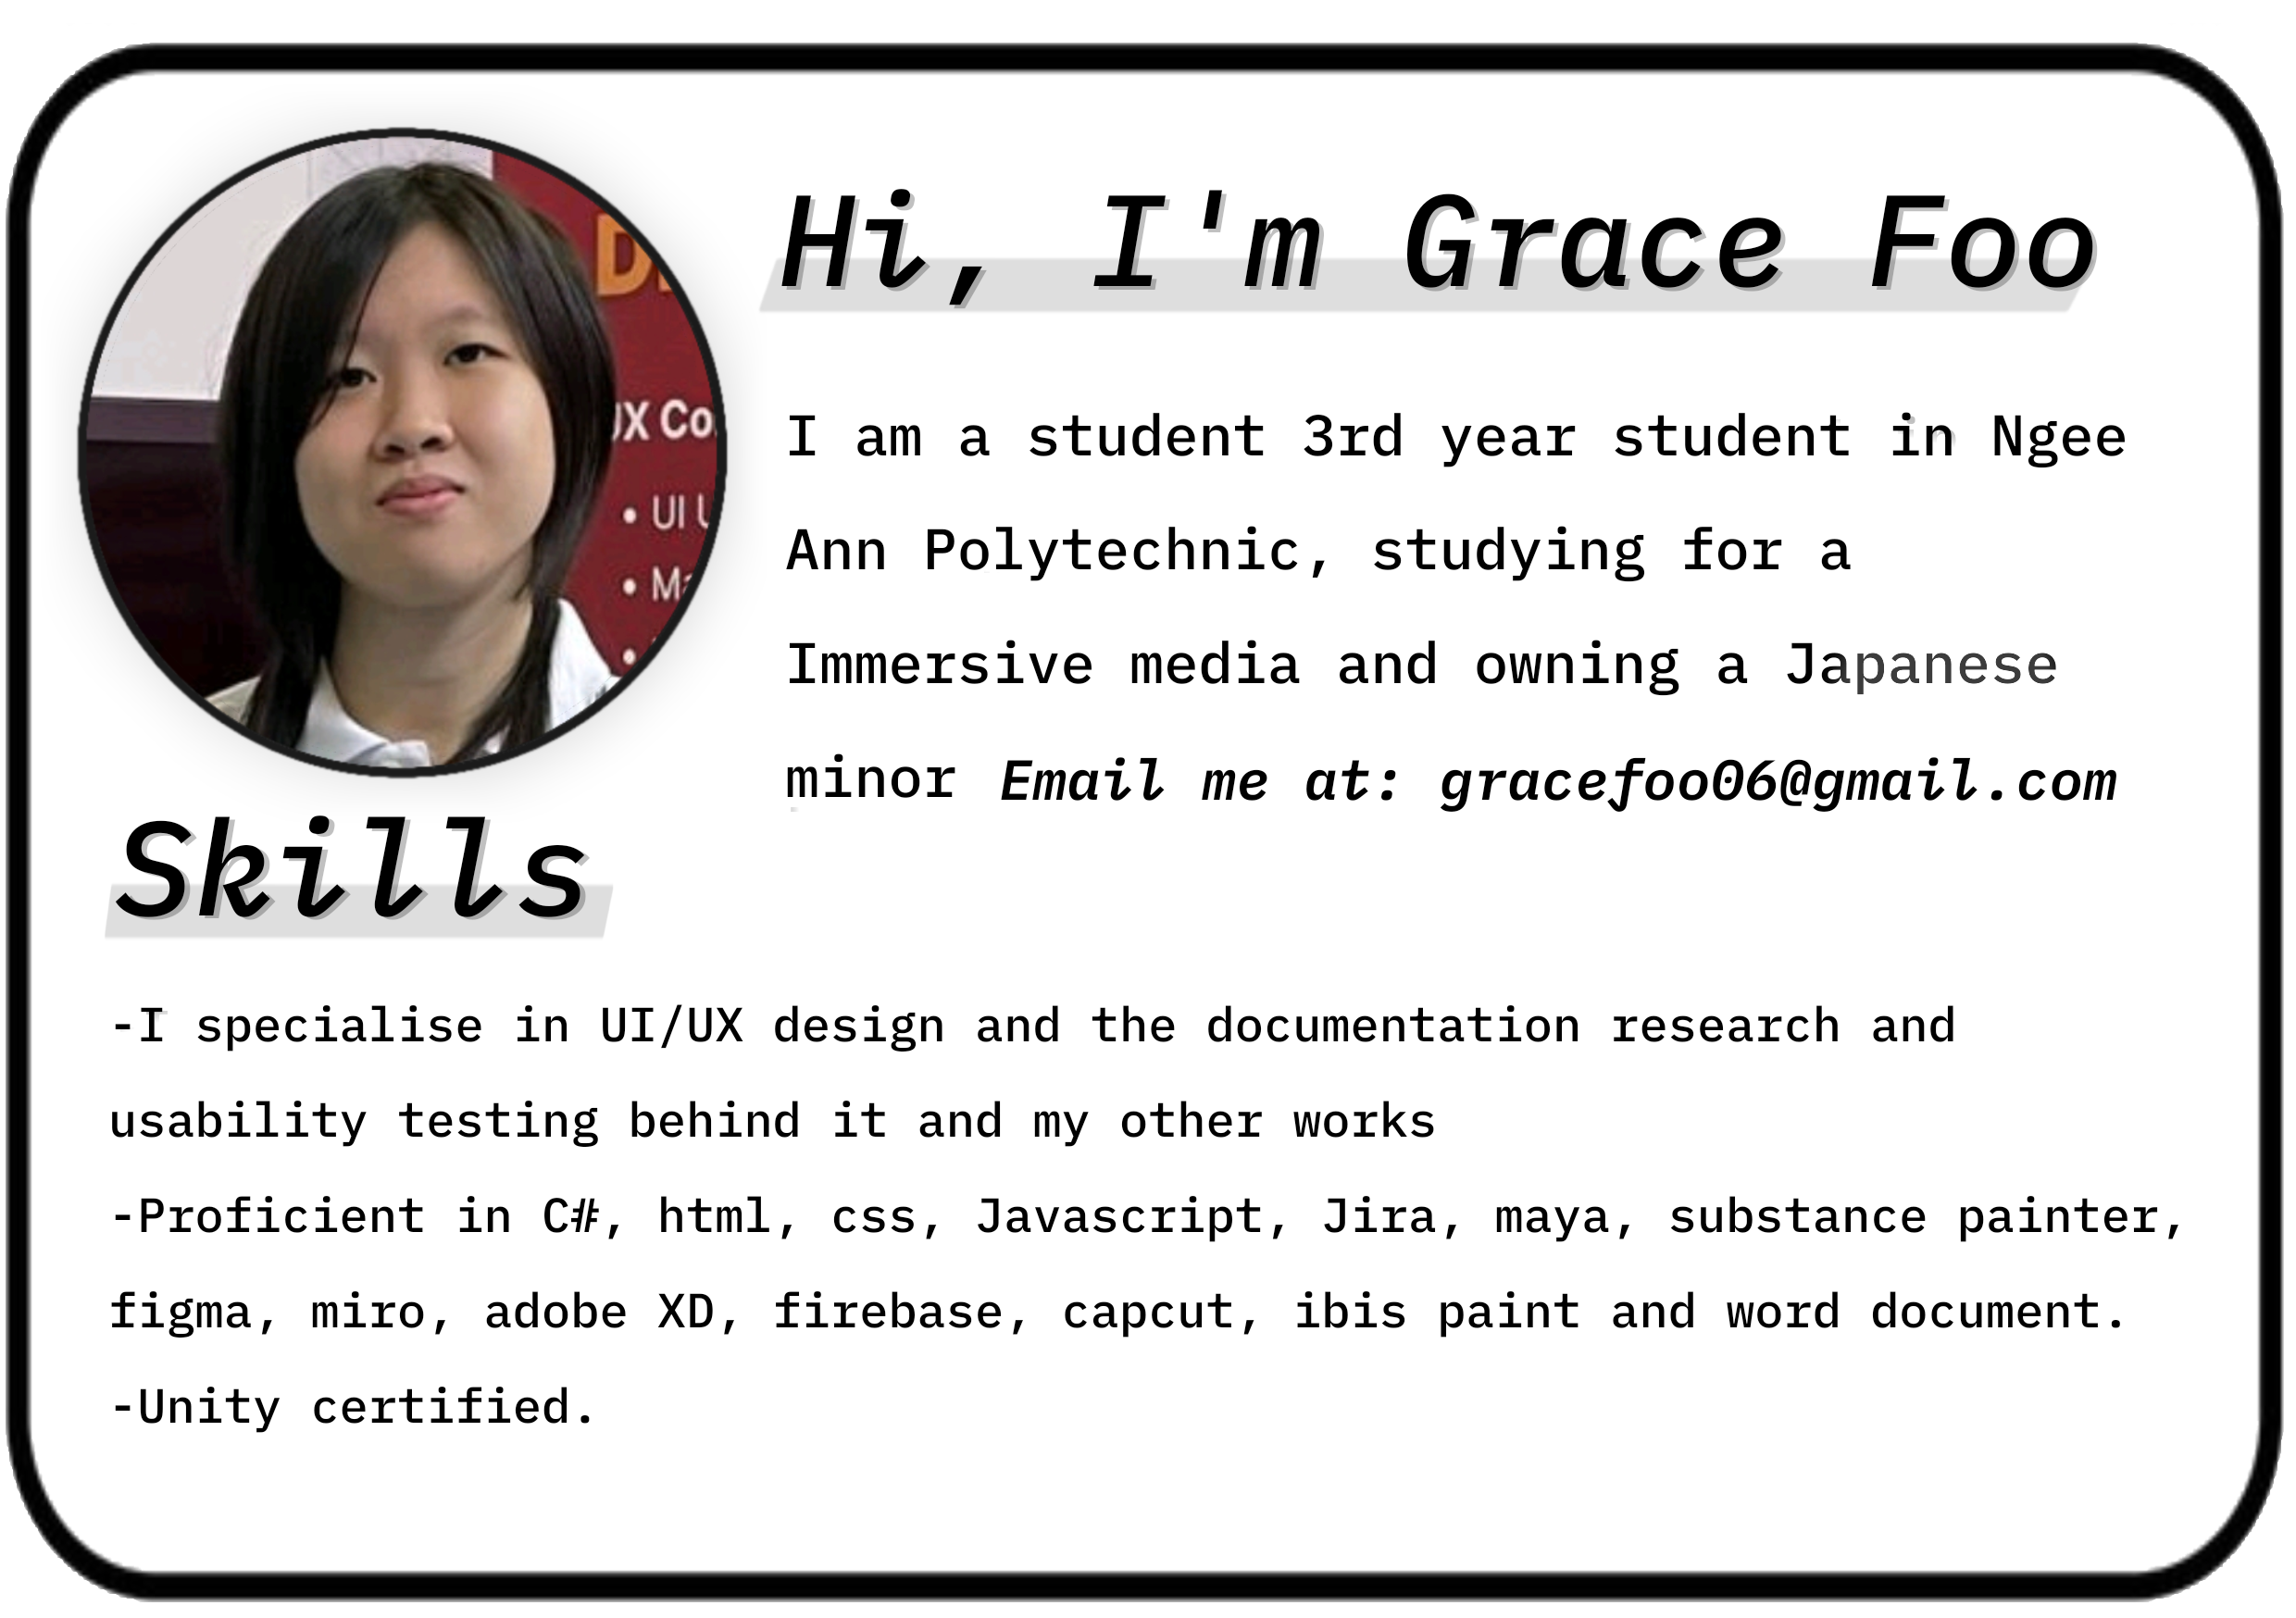 Hi, I'm Grace Foo
I am a student 3rd year student in Ngee
Ann Polytechnic, studying for a
Immersive media and owning a Japanese
minor Email me at: gracefoo06@gmail.com
UX
UI
Skills
-I specialise in UI/UX design and the documentation research and
usability testing behind it and my other works
-Proficient in C#, html, css, Javascript, Jira, maya, substance painter,
figma, miro, adobe XD, firebase, capcut, ibis paint and word document.
-Unity certified.